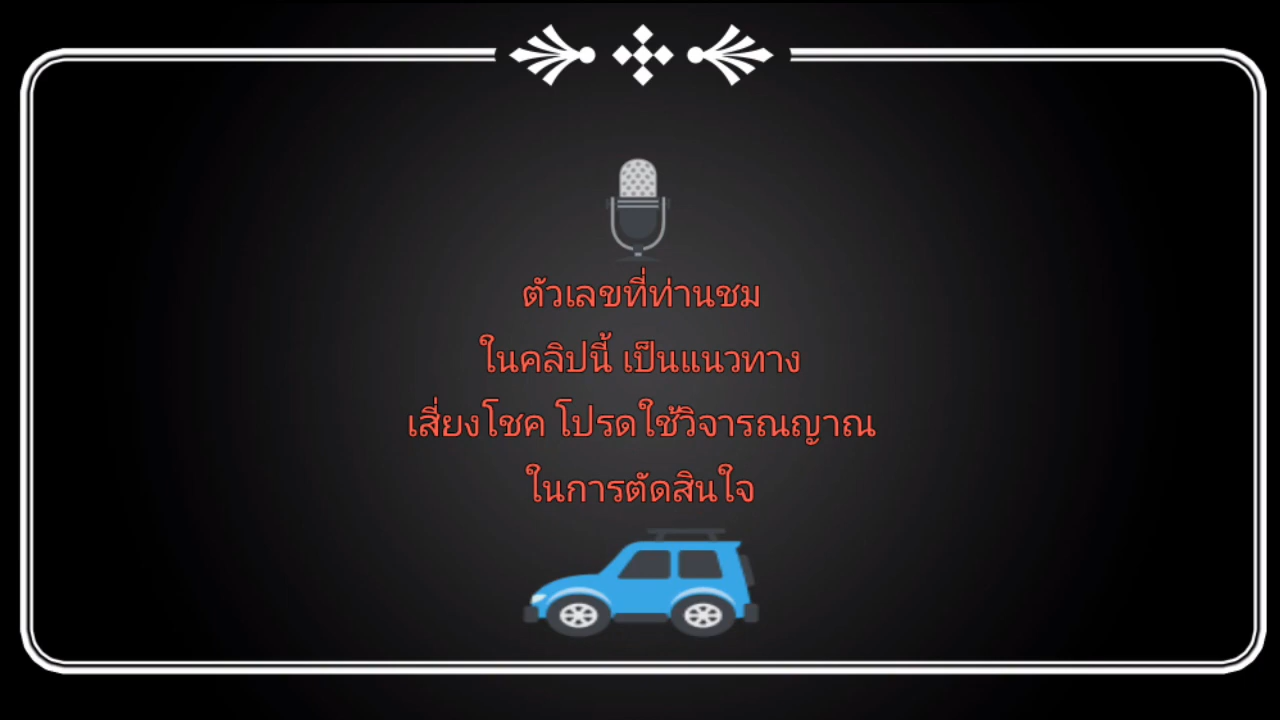 ตัวเลขที่ท่านชม
ในคลิปนี้ เป็นแนวทาง
เสี่ยงโชค โปรดใช้วิจารณญาณ
ในการตัดสินใจ